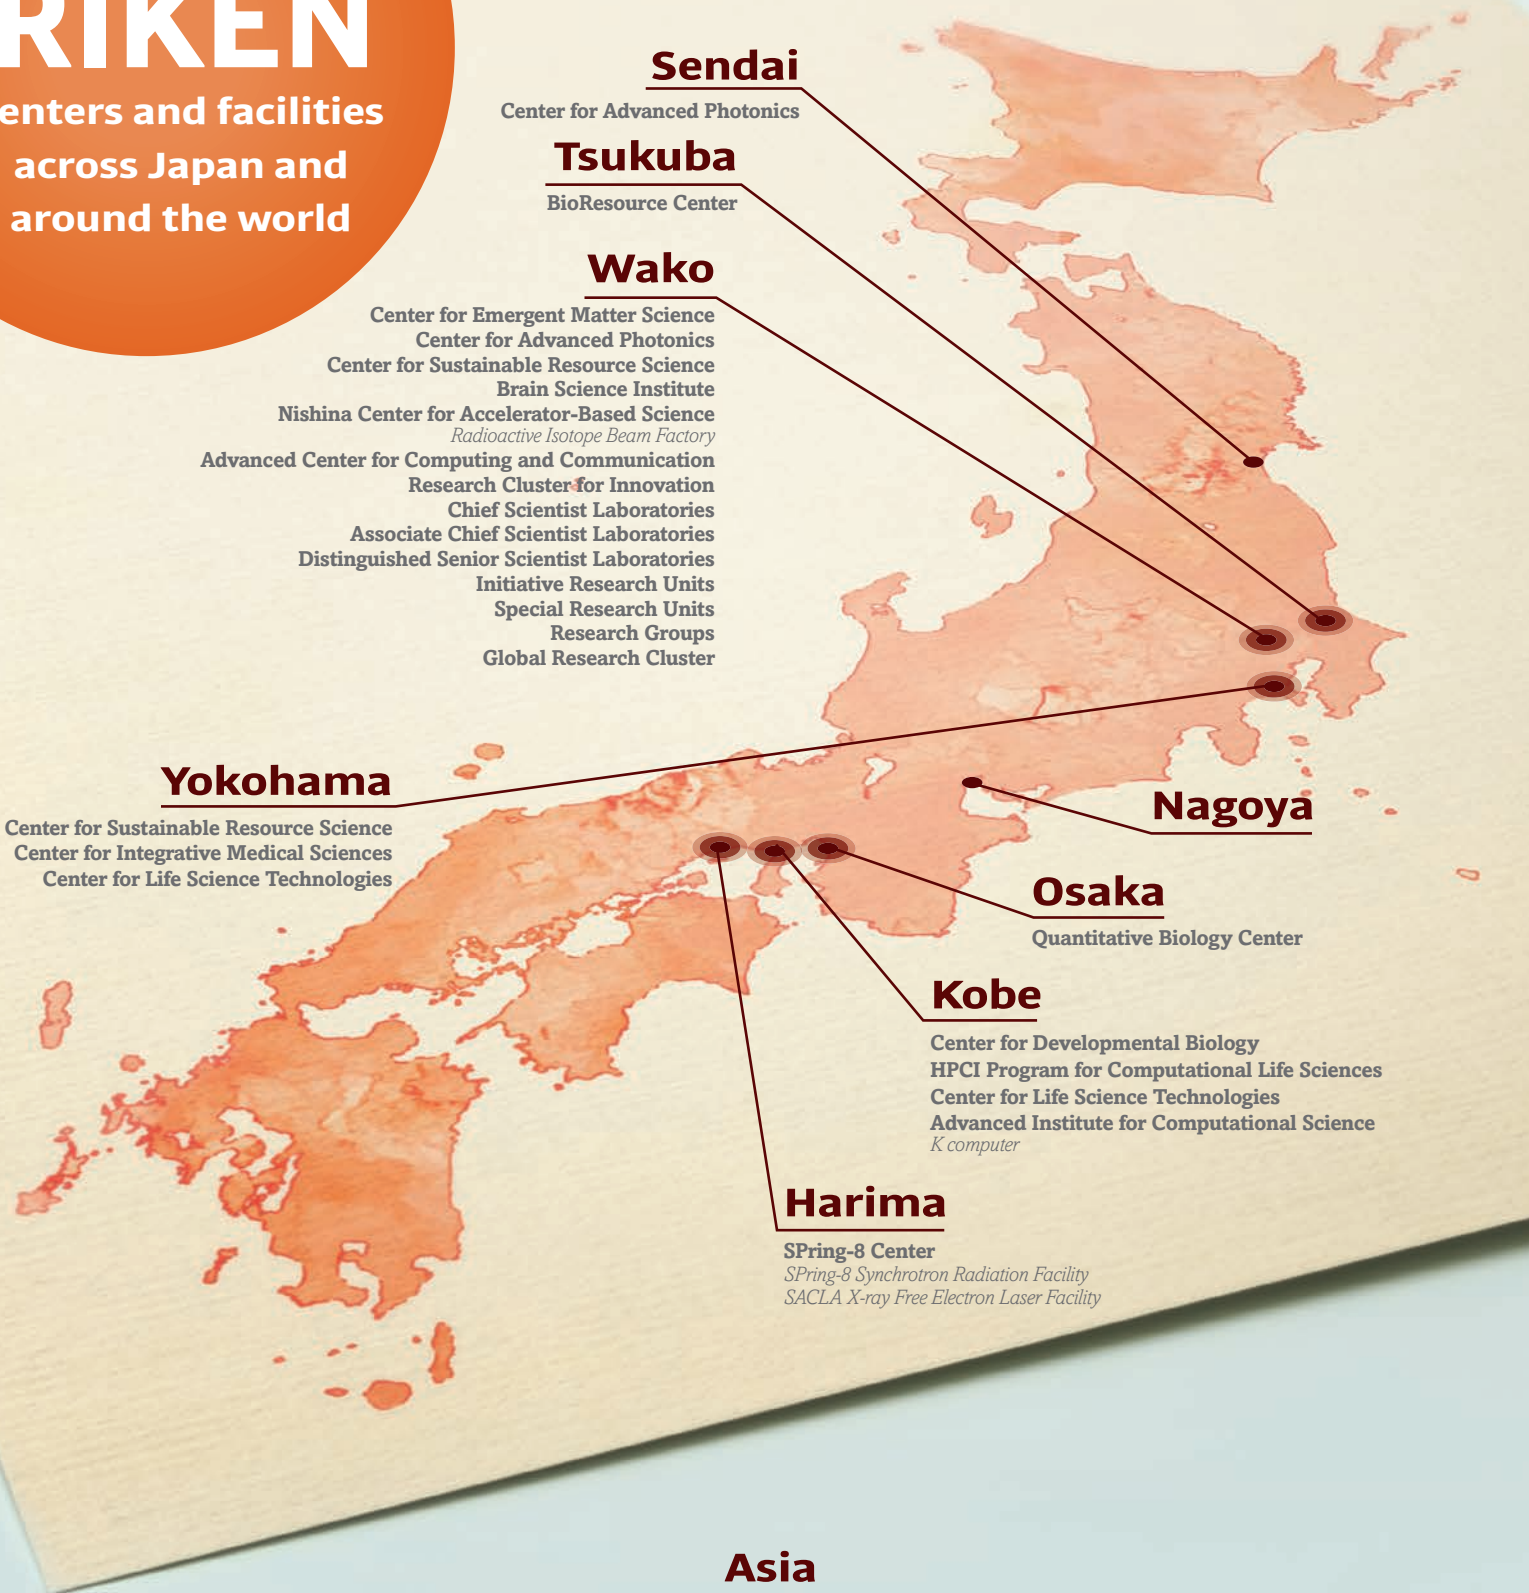 RIKEN
enters and facilities
across Japan and
around the world
Sendai
Center for Advanced Photonics
Tsukuba
BioResource Center
Wako
Center for Emergent Matter Science
Center for Advanced Photonics
Center for Sustainable Resource Science
Brain Science Institute
Nishina Center for Accelerator-Based Science
Radioactive Isotope Beam Factory
Advanced Center for Computing and Communication
Research Cluster for Innovation
Chief Scientist Laboratories
Associate Chief Scientist Laboratories
Distinguished Senior Scientist Laboratories
Initiative Research Units
Special Research Units
Research Groups
Global Research Cluster
Yokohama
Center for Sustainable Resource Science
Center for Integrative Medical Sciences
Center for Life Science Technologies
Nagoya
Osaka
Quantitative Biology Center
Kobe
Center for Developmental Biology
HPCI Program for Computational Life Sciences
Center for Life Science Technologies
Advanced Institute for Computational Science
K computer
Harima
SPring-8 Center
SPring-8 Synchrotron Radiation Facility
SACLA X-ray Free Electron Laser Facility
Asia